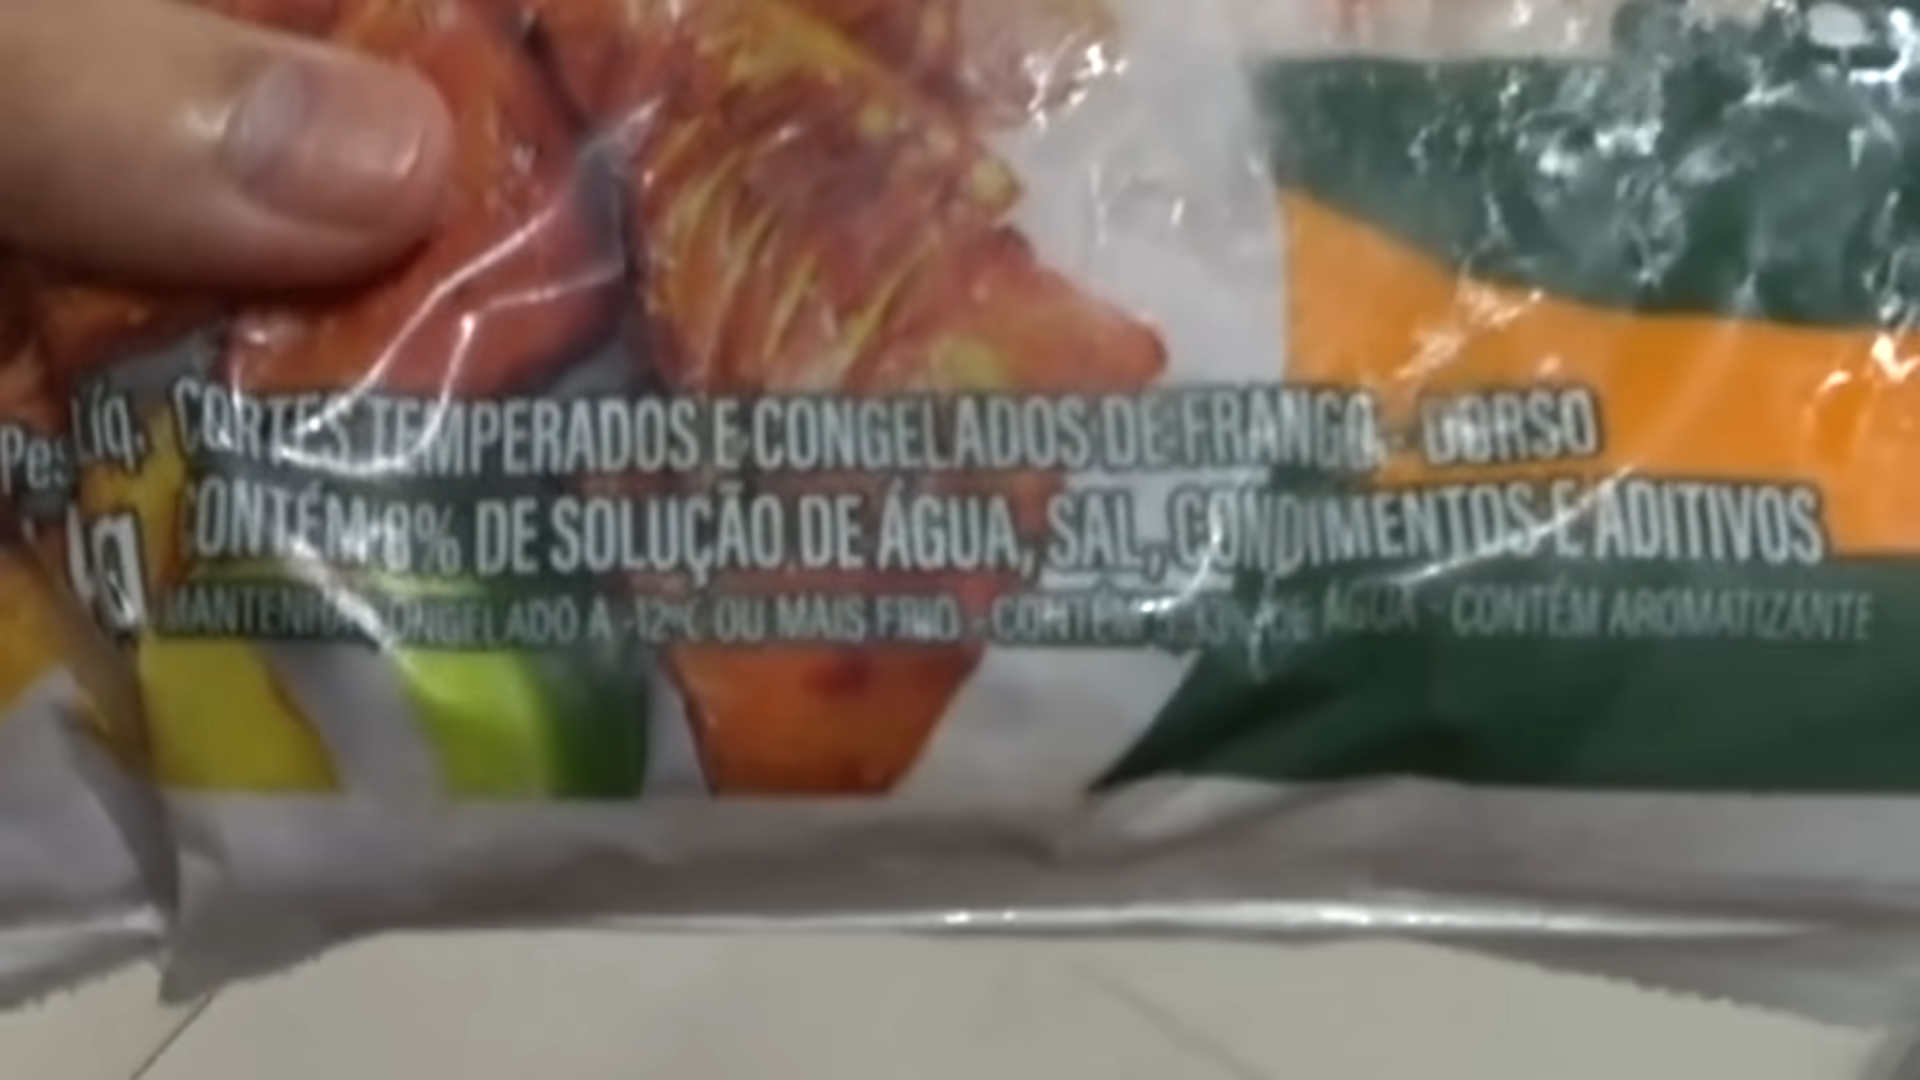 Líq.
CORTES TEMPERADOS E CONGELADOS DE FRANGO - DORSO
CONTÉM 8% DE SOLUÇÃO DE ÁGUA, SAL, CONDIMENTOS E ADITIVOS
MANTENHA CONGELADO A -12°C OU MAIS FRIO - CONTÉM DE ÁGUA - CONTÉM AROMATIZANTE